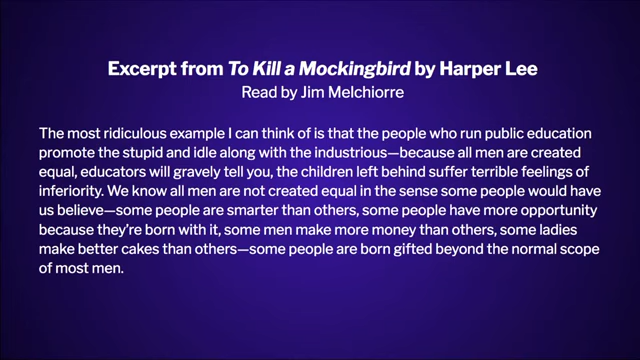 Excerpt from To Kill a Mockingbird by Harper Lee
Read by Jim Melchiorre
The most ridiculous example I can think of is that the people who run public education
promote the stupid and idle along with the industrious—because all men are created
equal, educators will gravely tell you, the children left behind suffer terrible feelings of
inferiority. We know all men are not created equal in the sense some people would have
us believe—some people are smarter than others, some people have more opportunity
because they’re born with it, some men make more money than others, some ladies
make better cakes than others—some people are born gifted beyond the normal scope
of most men.